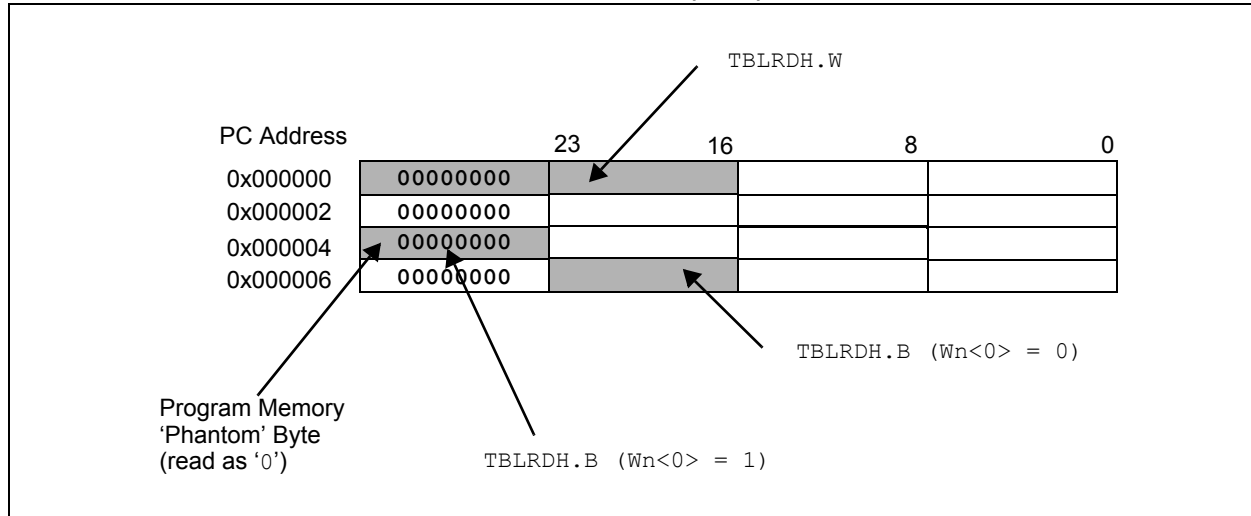 TBLRDH.W
PC Address
23 16 8 0
0x000000 00000000
0x000002 00000000
0x000004 00000000
0x000006 00000000
TBLRDH.B (Wn<0> = 0)
Program Memory
‘Phantom’ Byte
(read as ‘0’)
TBLRDH.B (Wn<0> = 1)